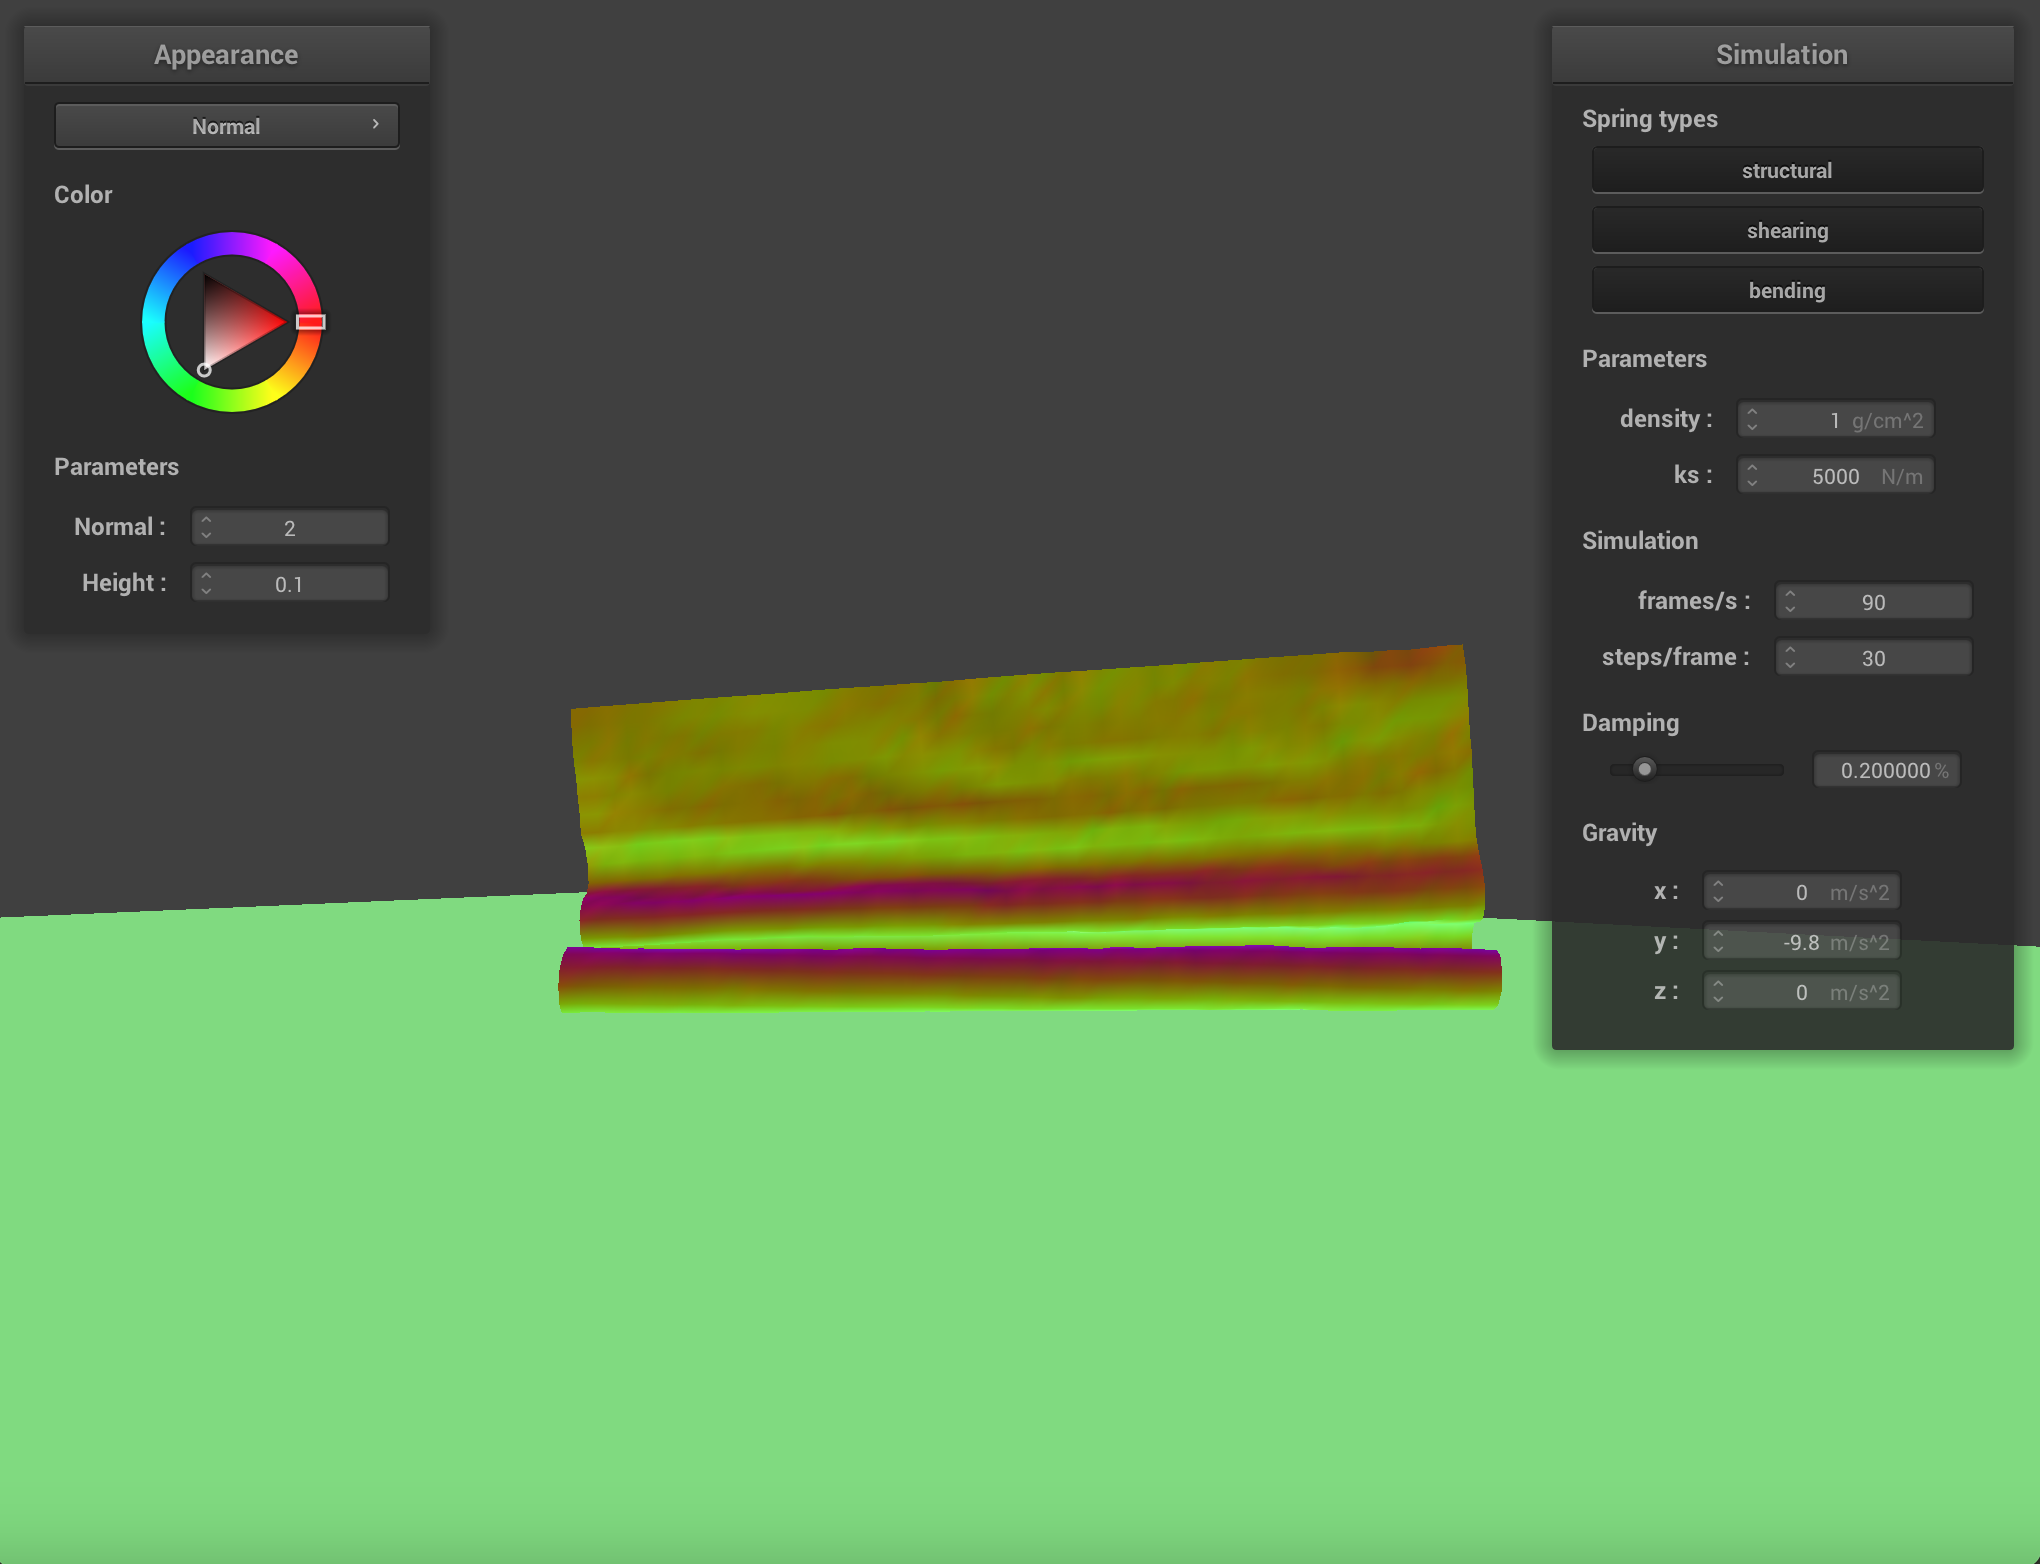 Appearance
Normal
Color
Parameters
Normal : 2
Height : 0.1
Simulation
Spring types
structural
shearing
bending
Parameters
density : 1 g/cm^2
ks : 5000 N/m
Simulation
frames/s : 90
steps/frame : 30
Damping
0.200000 %
Gravity
x : 0 m/s^2
y : -9.8 m/s^2
z : 0 m/s^2